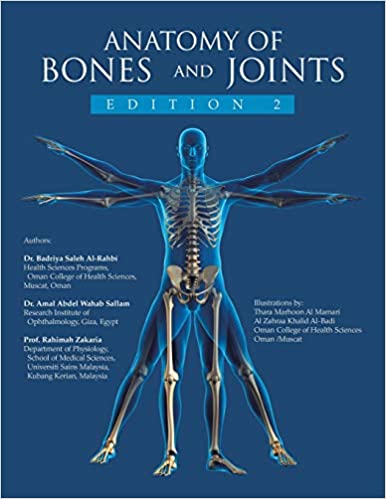 ANATOMY OF
BONES AND JOINTS
EDITION 2
Authors:
Dr. Badriya Saleh Al-Rahbi
Health Sciences Programs,
Oman College of Health Sciences,
Muscat, Oman
Dr. Amal Abdel Wahab Sallam
Research Institute of
Ophthalmology, Giza, Egypt
Prof. Rahimah Zakaria
Department of Physiology,
School of Medical Sciences,
Universiti Sains Malaysia,
Kubang Kerian, Malaysia
Illustrations by:
Thara Marhoon Al Mamari
Al Zahraa Khalid Al-Badi
Oman College of Health Sciences
Oman /Muscat